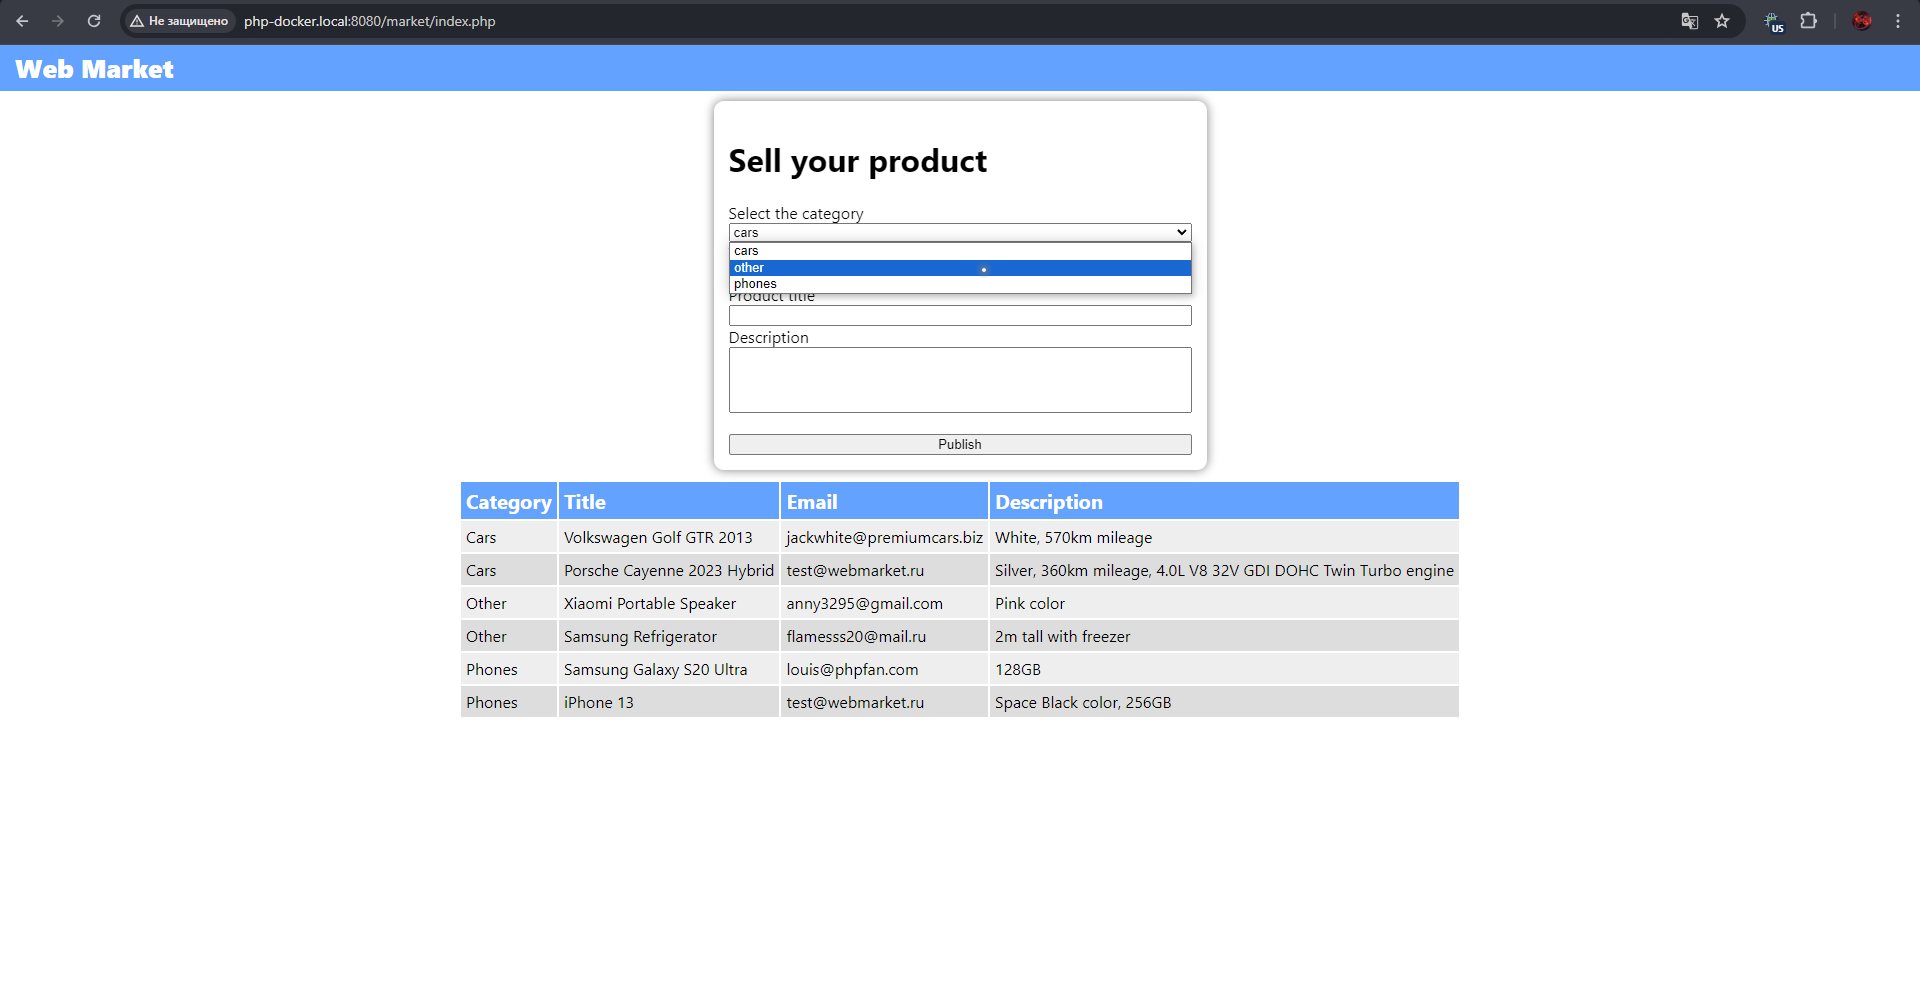 Не защищено php-docker.local:8080/market/index.php
US
Web Market
Sell your product
Select the category
cars
cars
other
phones
Product title
Description
Publish
Category Title Email Description
Cars Volkswagen Golf GTR 2013 jackwhite@premiumcars.biz White, 570km mileage
Cars Porsche Cayenne 2023 Hybrid test@webmarket.ru Silver, 360km mileage, 4.0L V8 32V GDI DOHC Twin Turbo engine
Other Xiaomi Portable Speaker anny3295@gmail.com Pink color
Other Samsung Refrigerator flamesss20@mail.ru 2m tall with freezer
Phones Samsung Galaxy S20 Ultra louis@phpfan.com 128GB
Phones iPhone 13 test@webmarket.ru Space Black color, 256GB